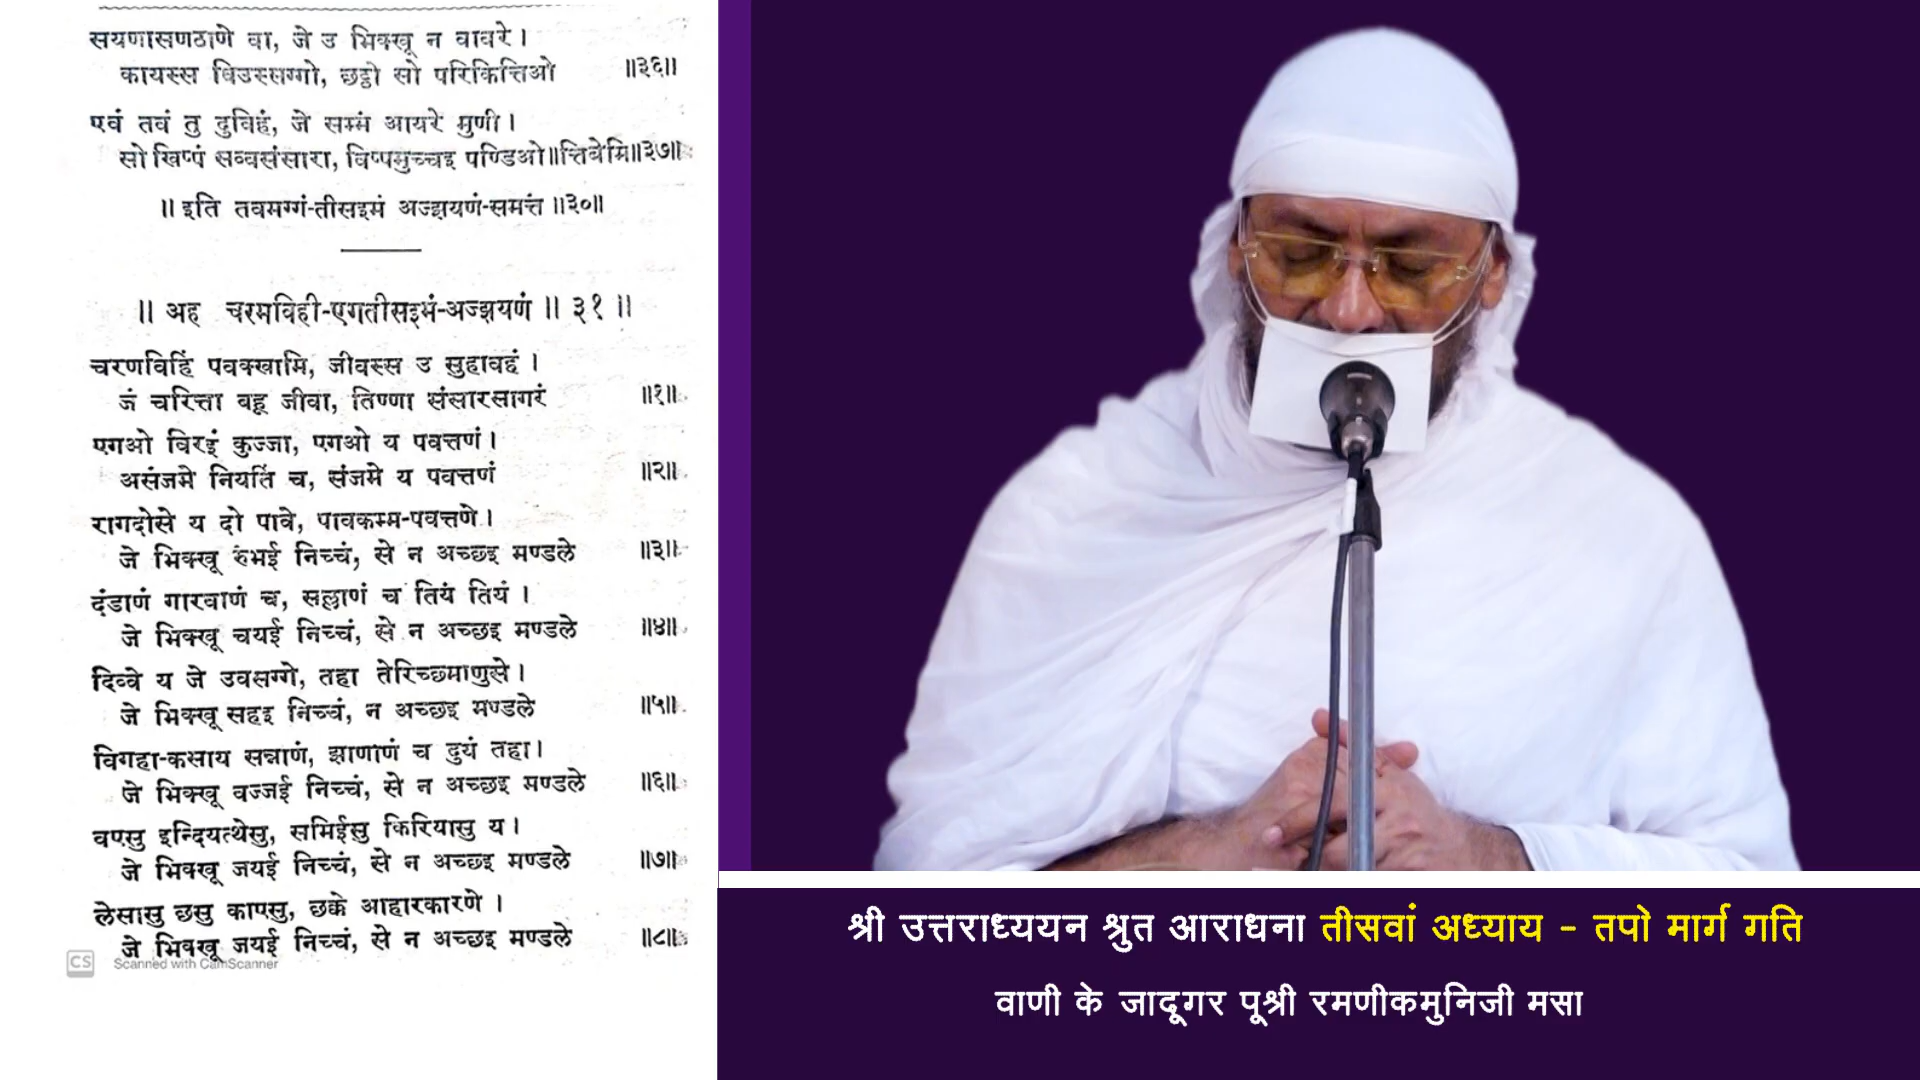 सयणासणठाणे वा, जे उ भिक्खू न वावरे।
कायस्स विउस्सग्गो, छट्ठो सो परिकित्तिओ ॥३६॥
एवं तवं तु दुविहं, जे सम्मं आयरे मुणी।
सो खिप्पं सव्वसंसारा, विप्पमुच्चइ पण्डिओ॥त्तिबेमि॥३७॥
॥ इति तवमग्गं-तीसइमं अज्झयणं-समत्तं ॥३०॥
॥ अह चरमविही-एगतीसइमं-अज्झयणं ॥ ३१ ॥
चरणविहिं पवक्खामि, जीवस्स उ सुहावहं।
जं चरित्ता बहू जीवा, तिण्णा संसारसागरं ॥१॥
एगओ विरइं कुज्जा, एगओ य पवत्तणं।
असंजमे नियत्तिं च, संजमे य पवत्तणं ॥२॥
रागदोसे य दो पावे, पावकम्म-पवत्तणे।
जे भिक्खू रुंभई निच्चं, से न अच्छइ मण्डले ॥३॥
दंडाणं गारवाणं च, सल्लाणं च तियं तियं।
जे भिक्खू चयई निच्चं, से न अच्छइ मण्डले ॥४॥
दिव्वे य जे उवसग्गे, तहा तेरिच्छमाणुसे।
जे भिक्खू सहइ निच्चं, न अच्छइ मण्डले ॥५॥
विगहा-कसाय सन्नाणं, झाणाणं च दुयं तहा।
जे भिक्खू वज्जई निच्चं, से न अच्छइ मण्डले ॥६॥
वएसु इन्दियत्थेसु, समिईसु किरियासु य।
जे भिक्खू जयई निच्चं, से न अच्छइ मण्डले ॥७॥
लेसासु छसु काएसु, छक्के आहारकारणे।
जे भिक्खू जयई निच्चं, से न अच्छइ मण्डले ॥८॥
CS Scanned with CamScanner
श्री उत्तराध्ययन श्रुत आराधना तीसवां अध्याय - तपो मार्ग गति
वाणी के जादूगर पूश्री रमणीकमुनिजी मसा